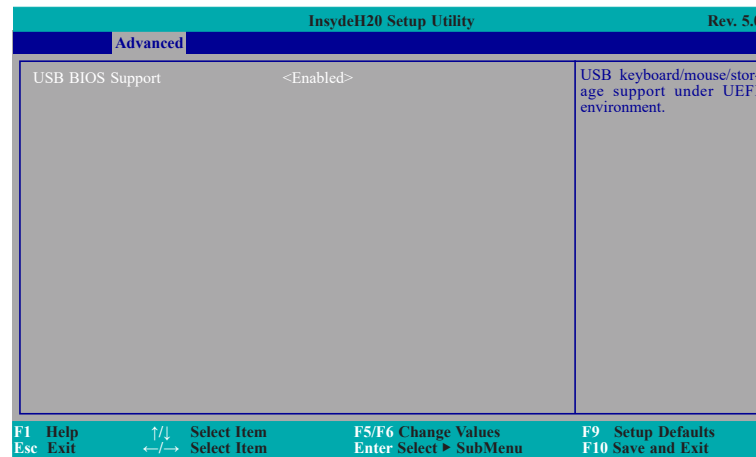 InsydeH20 Setup Utility Rev. 5.0
Advanced
USB BIOS Support <Enabled>
USB keyboard/mouse/stor-
age support under UEFI
environment.
F1 Help ↑/↓ Select Item F5/F6 Change Values F9 Setup Defaults
Esc Exit ←/→ Select Item Enter Select ▶ SubMenu F10 Save and Exit